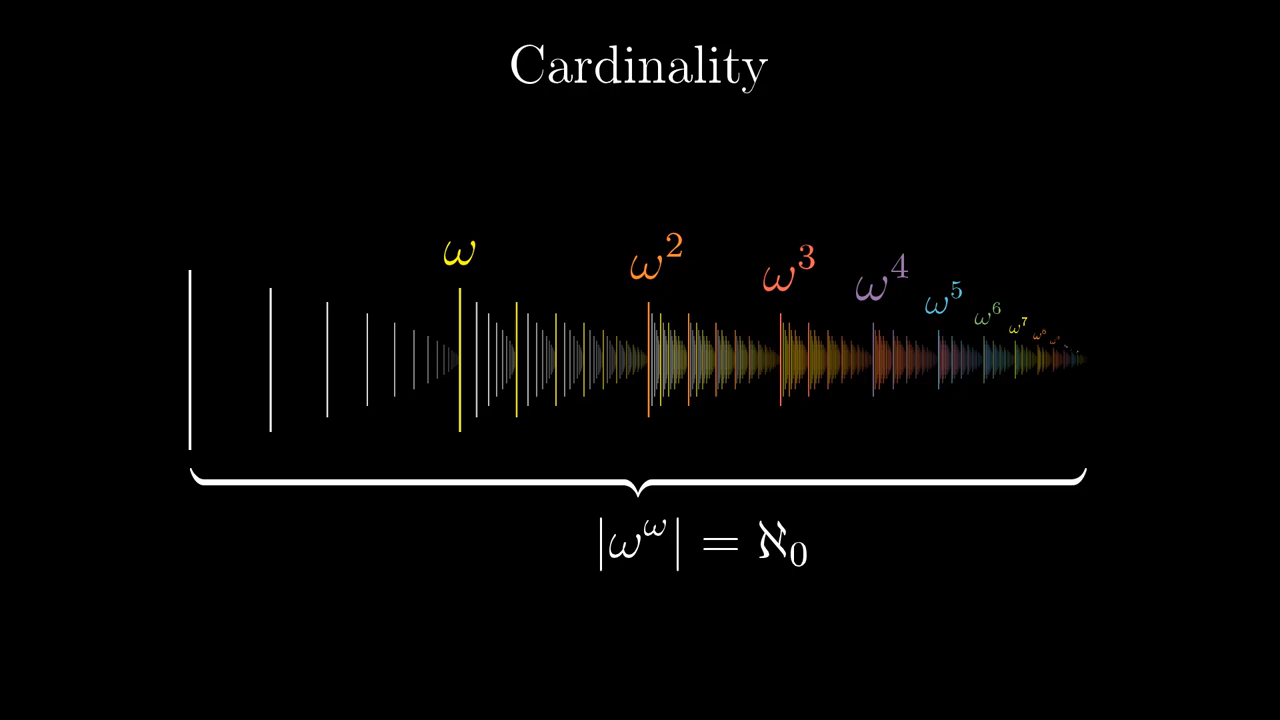 Cardinality
ω ω² ω³ ω⁴ ω⁵ ω⁶ ω⁷
|ω^ω| = ℵ₀